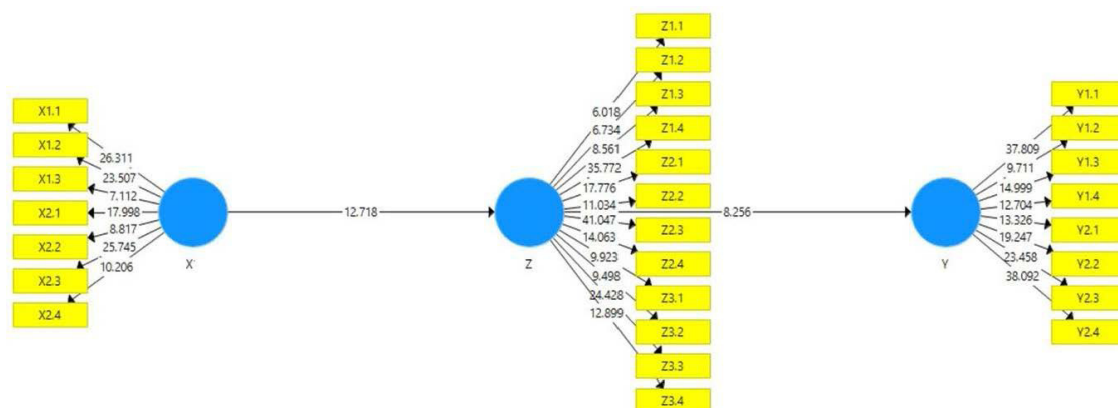 X1.1
X1.2
X1.3
X2.1
X2.2
X2.3
X2.4
26.311
23.507
7.112
17.998
8.817
25.745
10.206
X
12.718
Z
6.018
6.734
8.561
35.772
17.776
11.034
41.047
14.063
9.923
9.498
24.428
12.899
Z1.1
Z1.2
Z1.3
Z1.4
Z2.1
Z2.2
Z2.3
Z2.4
Z3.1
Z3.2
Z3.3
Z3.4
8.256
Y
37.809
9.711
14.999
12.704
13.326
19.247
23.458
38.092
Y1.1
Y1.2
Y1.3
Y1.4
Y2.1
Y2.2
Y2.3
Y2.4